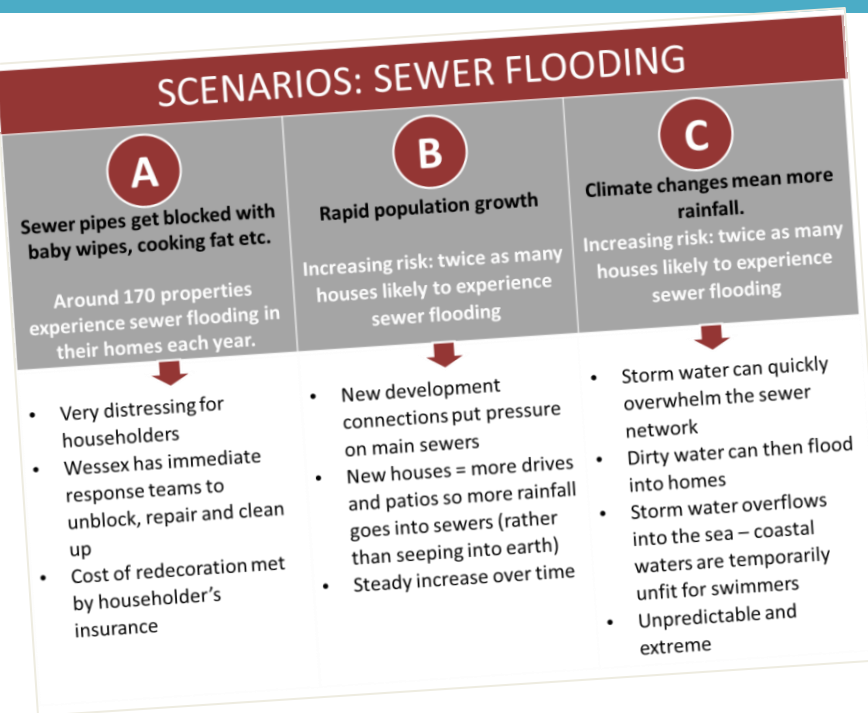 SCENARIOS: SEWER FLOODING
A
Sewer pipes get blocked with
baby wipes, cooking fat etc.
Around 170 properties
experience sewer flooding in
their homes each year.
• Very distressing for
householders
• Wessex has immediate
response teams to
unblock, repair and clean
up
• Cost of redecoration met
by householder’s
insurance
B
Rapid population growth
Increasing risk: twice as many
houses likely to experience
sewer flooding
• New development
connections put pressure
on main sewers
• New houses = more drives
and patios so more rainfall
goes into sewers (rather
than seeping into earth)
• Steady increase over time
C
Climate changes mean more
rainfall.
Increasing risk: twice as many
houses likely to experience
sewer flooding
• Storm water can quickly
overwhelm the sewer
network
• Dirty water can then flood
into homes
• Storm water overflows
into the sea – coastal
waters are temporarily
unfit for swimmers
• Unpredictable and
extreme